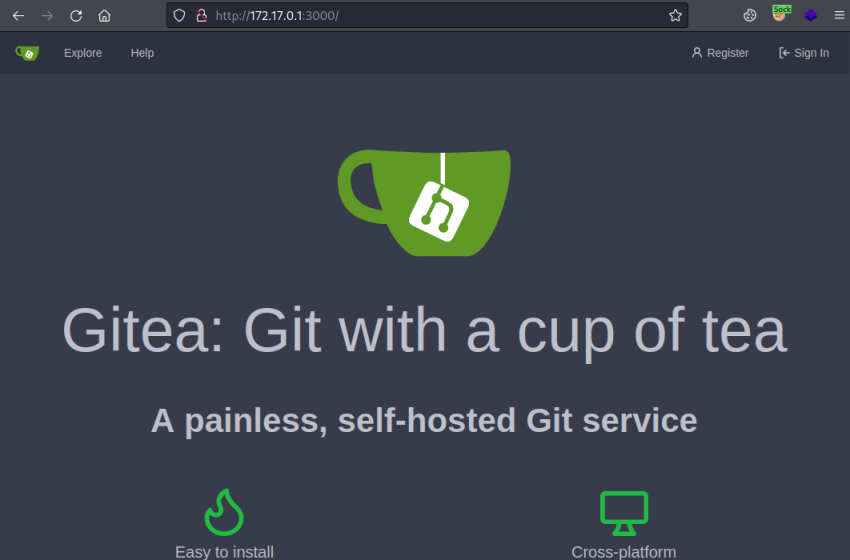 http://172.17.0.1:3000/
Sock
Explore Help Register Sign In
Gitea: Git with a cup of tea
A painless, self-hosted Git service
Easy to install Cross-platform